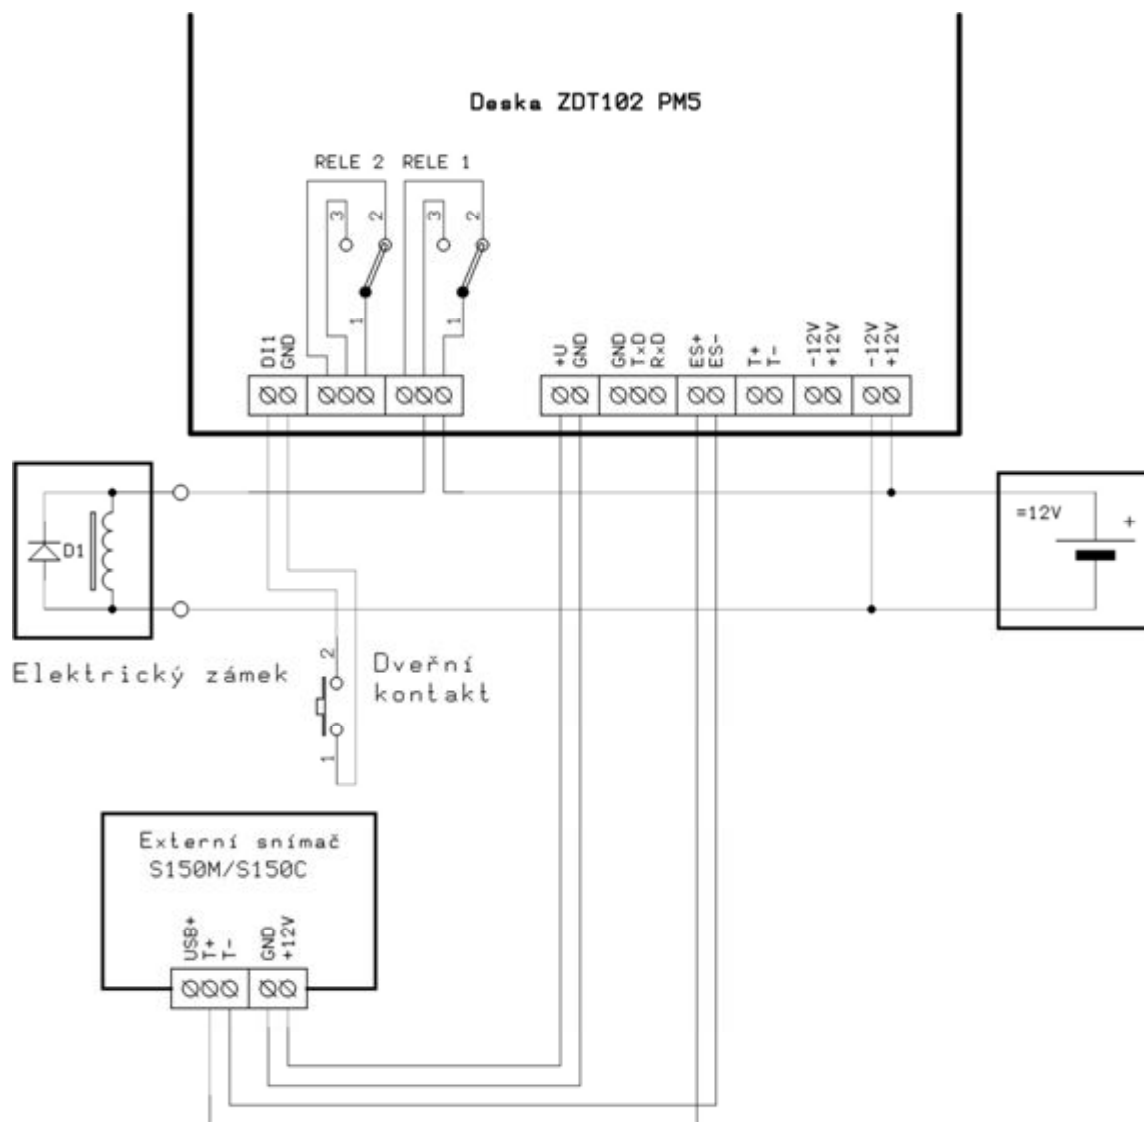 Deska ZDT102 PM5
RELE 2 RELE 1
3 2 3 2
1 1
DI1 GND +U GND GND TxD RxD ES+ ES- T+ T- -12V +12V -12V +12V
=12V +
D1
Elektrický zámek
2
Dveřní
kontakt
1
Externí snímač
S150M/S150C
USB+ T+ T- GND +12V